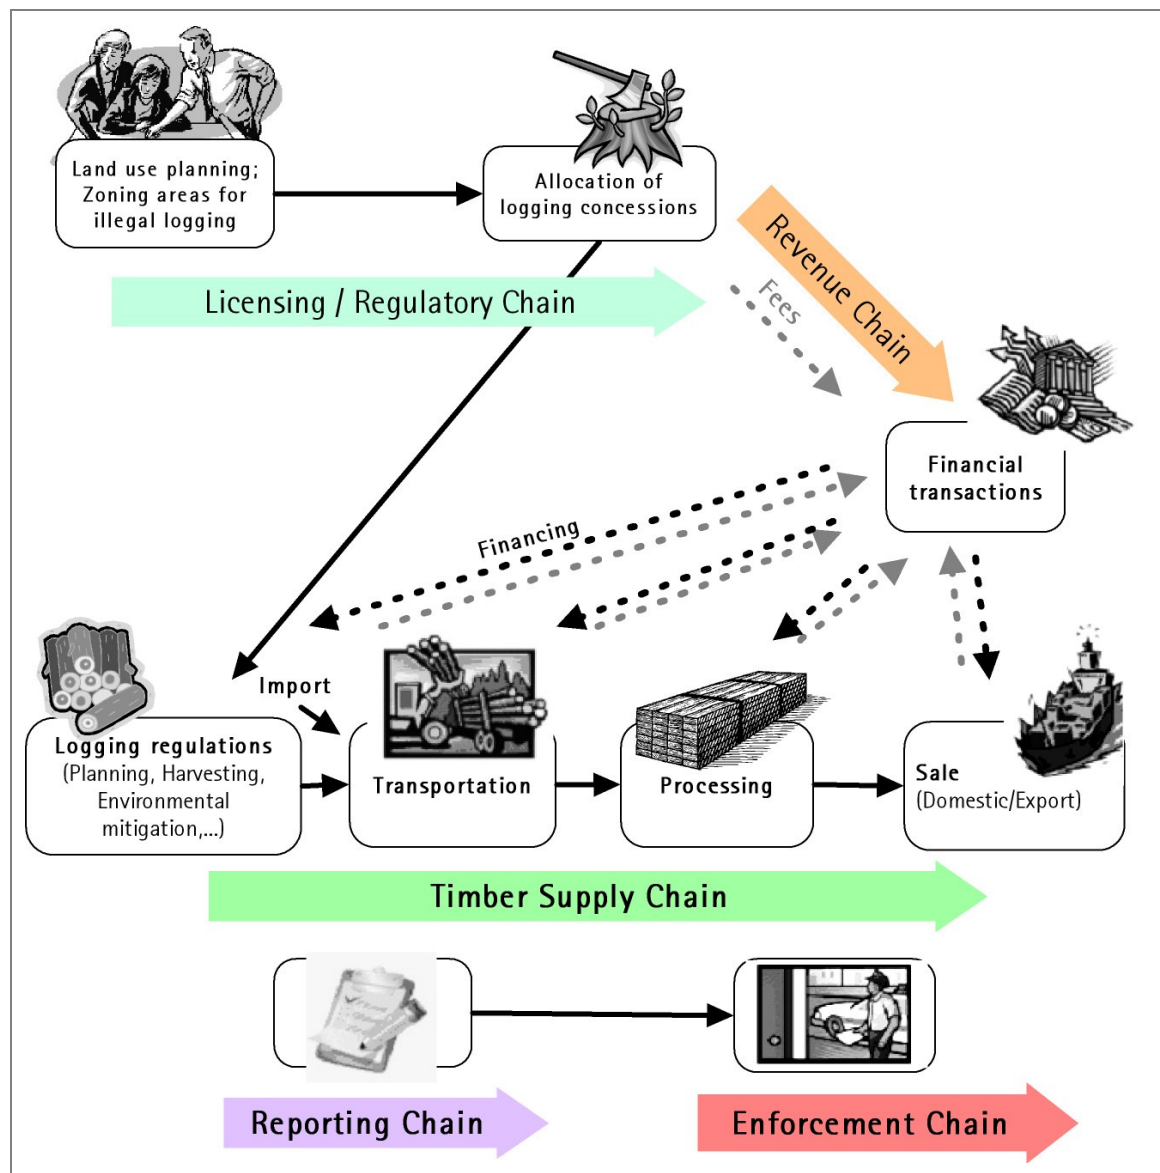 Land use planning;
Zoning areas for
illegal logging
Allocation of
logging concessions
Licensing / Regulatory Chain
Revenue Chain
Fees
Financial
transactions
Financing
Import
Logging regulations
(Planning, Harvesting,
Environmental
mitigation,...)
Transportation
Processing
Sale
(Domestic/Export)
Timber Supply Chain
Reporting Chain
Enforcement Chain